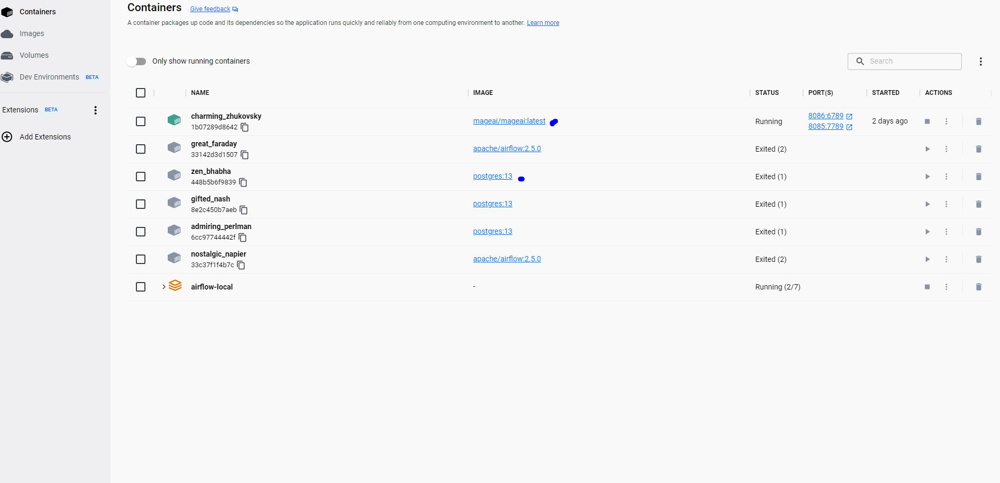 Containers
Images
Volumes
Dev Environments BETA
Extensions BETA
Add Extensions
Containers Give feedback
A container packages up code and its dependencies so the application runs quickly and reliably from one computing environment to another. Learn more
Only show running containers
Search
NAME IMAGE STATUS PORT(S) STARTED ACTIONS
charming_zhukovsky
1b07289d8642
mageai/mageai:latest
Running
8086:6789
8085:7789
2 days ago
great_faraday
33142d3d1507
apache/airflow:2.5.0
Exited (2)
zen_bhabha
448b5b6f9839
postgres:13
Exited (1)
gifted_nash
8e2c450b7aeb
postgres:13
Exited (1)
admiring_perlman
6cc97744442f
postgres:13
Exited (1)
nostalgic_napier
33c37f1f4b7c
apache/airflow:2.5.0
Exited (2)
airflow-local
-
Running (2/7)